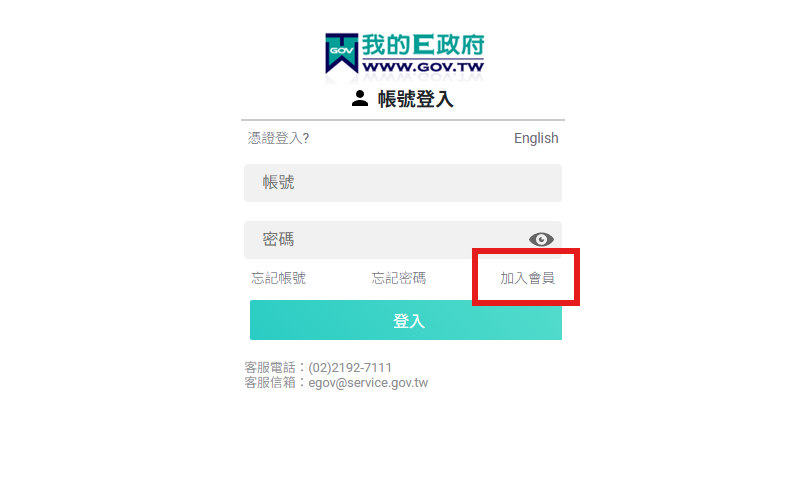 GOV 我的E政府
WWW.GOV.TW
帳號登入
憑證登入? English
帳號
密碼
忘記帳號 忘記密碼 加入會員
登入
客服電話：(02)2192-7111
客服信箱：egov@service.gov.tw